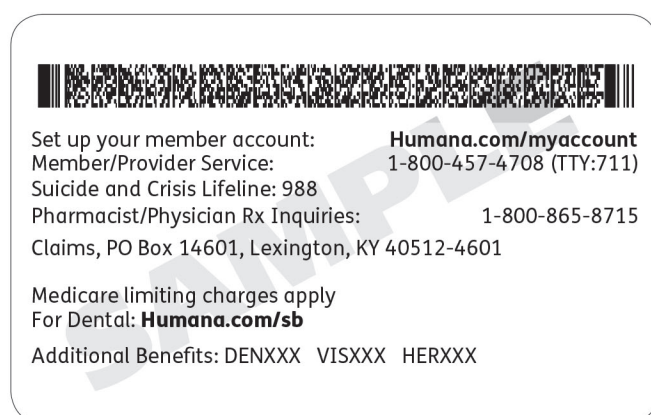 Set up your member account: Humana.com/myaccount
Member/Provider Service: 1-800-457-4708 (TTY:711)
Suicide and Crisis Lifeline: 988
Pharmacist/Physician Rx Inquiries: 1-800-865-8715
Claims, PO Box 14601, Lexington, KY 40512-4601
Medicare limiting charges apply
For Dental: Humana.com/sb
Additional Benefits: DENXXX VISXXX HERXXX
SAMPLE